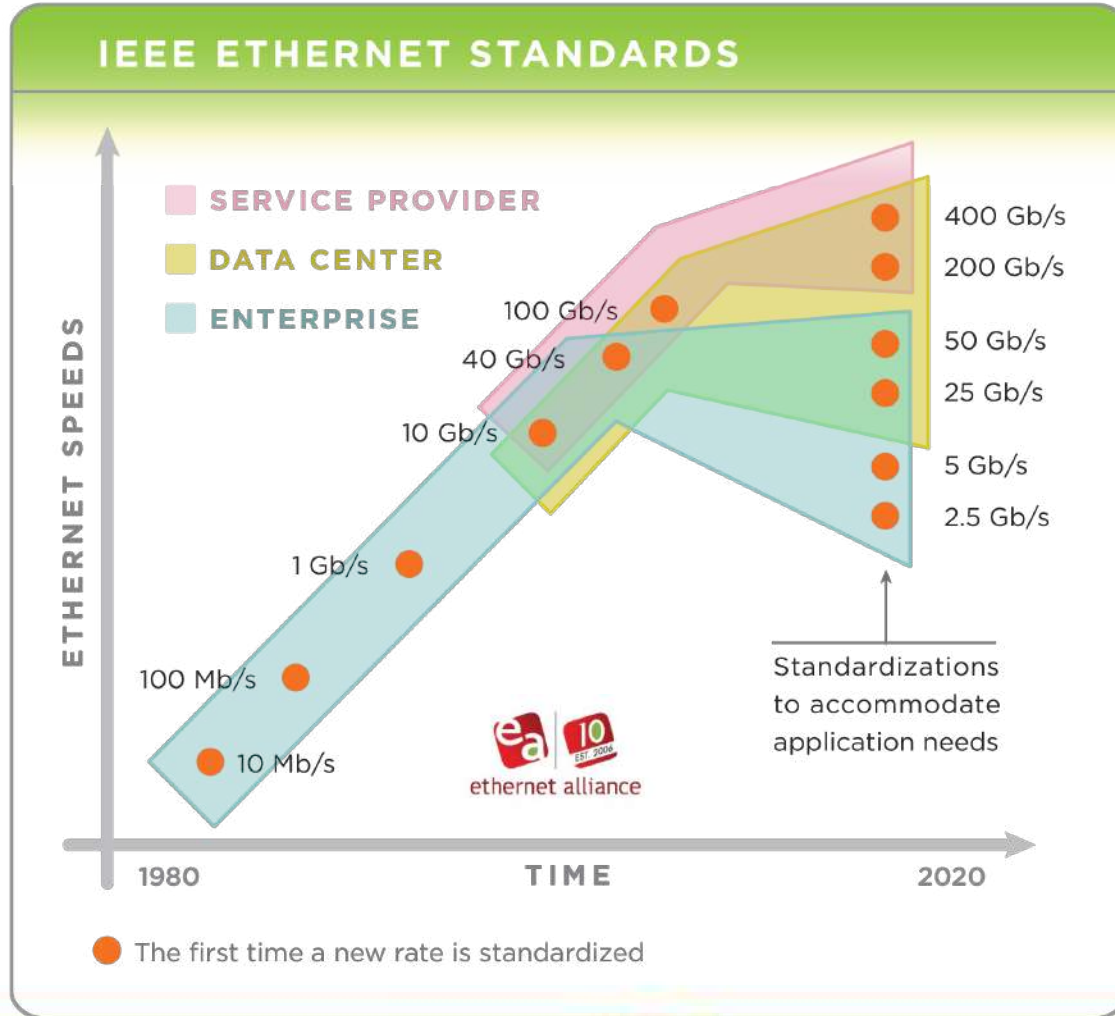 IEEE ETHERNET STANDARDS
SERVICE PROVIDER
DATA CENTER
ENTERPRISE
ETHERNET SPEEDS
400 Gb/s
200 Gb/s
100 Gb/s
40 Gb/s
50 Gb/s
25 Gb/s
10 Gb/s
5 Gb/s
2.5 Gb/s
1 Gb/s
100 Mb/s
10 Mb/s
Standardizations
to accommodate
application needs
ea
10
EST. 2006
ethernet alliance
1980
TIME
2020
The first time a new rate is standardized